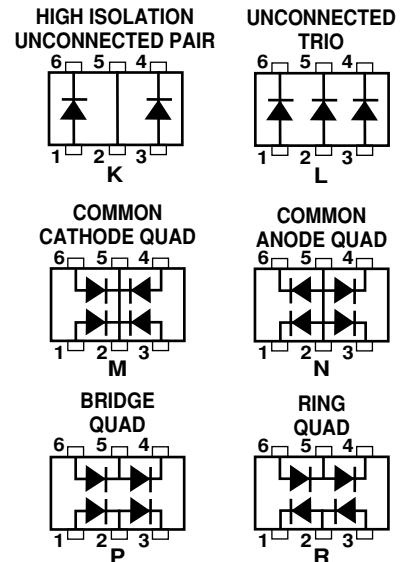 HIGH ISOLATION
UNCONNECTED PAIR
6 5 4
1 2 3
K
UNCONNECTED
TRIO
6 5 4
1 2 3
L
COMMON
CATHODE QUAD
6 5 4
1 2 3
M
COMMON
ANODE QUAD
6 5 4
1 2 3
N
BRIDGE
QUAD
6 5 4
1 2 3
P
RING
QUAD
6 5 4
1 2 3
R